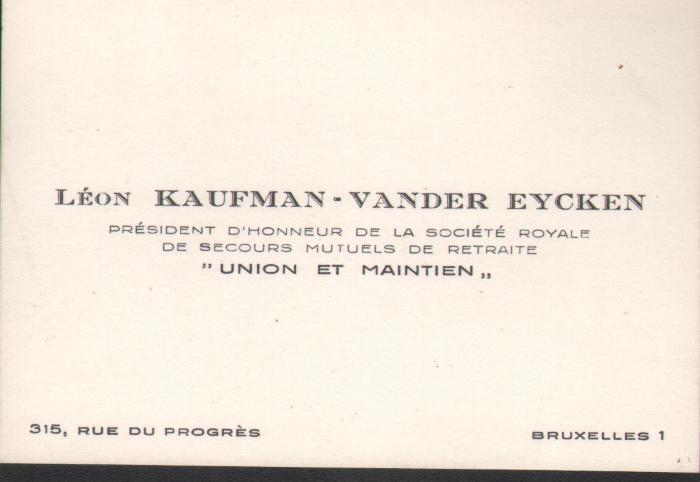 LÉON KAUFMAN - VANDER EYCKEN
PRÉSIDENT D'HONNEUR DE LA SOCIÉTÉ ROYALE
DE SECOURS MUTUELS DE RETRAITE
" UNION ET MAINTIEN „
315, RUE DU PROGRÈS
BRUXELLES 1